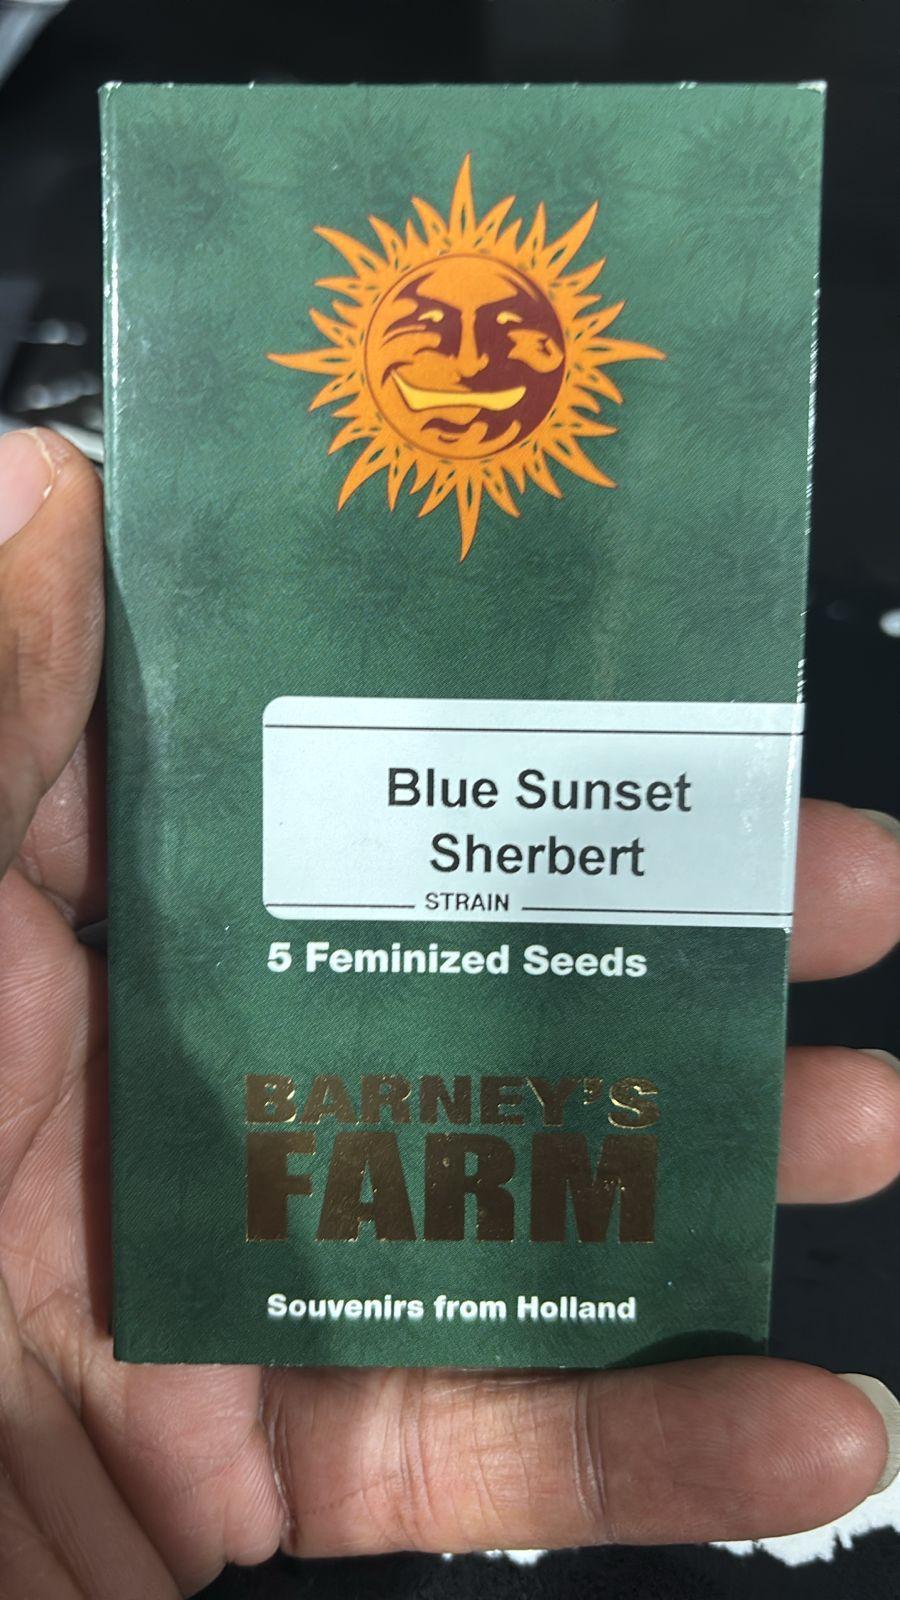 Blue Sunset
Sherbert
STRAIN
5 Feminized Seeds
BARNEY'S
FARM
Souvenirs from Holland